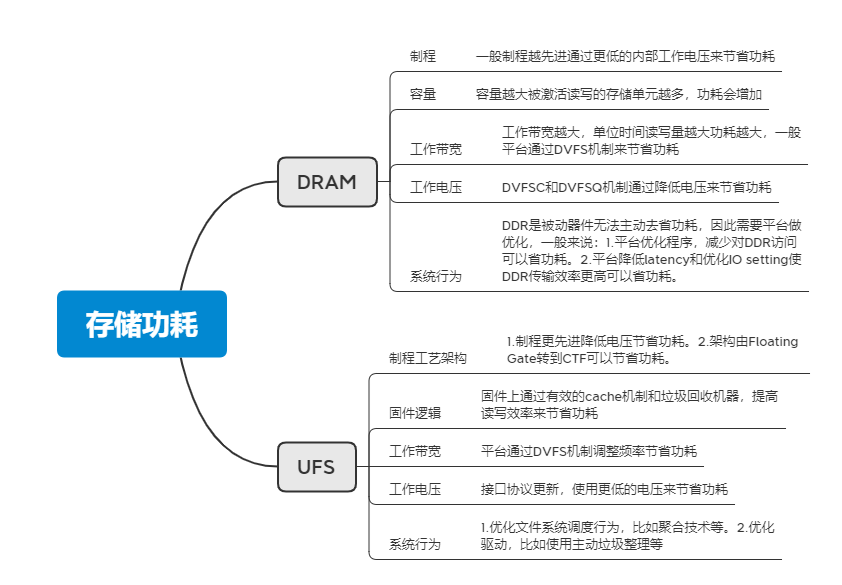 存储功耗
DRAM
制程
一般制程越先进通过更低的内部工作电压来节省功耗
容量
容量越大被激活读写的存储单元越多，功耗会增加
工作带宽
工作带宽越大，单位时间读写量越大功耗越大，一般
平台通过DVFS机制来节省功耗
工作电压
DVFSC和DVFSQ机制通过降低电压来节省功耗
系统行为
DDR是被动器件无法主动去省功耗，因此需要平台做
优化，一般来说：1.平台优化程序，减少对DDR访问
可以省功耗。2.平台降低latency和优化IO setting使
DDR传输效率更高可以省功耗。
UFS
制程工艺架构
1.制程更先进降低电压节省功耗。2.架构由Floating
Gate转到CTF可以节省功耗。
固件逻辑
固件上通过有效的cache机制和垃圾回收机器，提高
读写效率来节省功耗
工作带宽
平台通过DVFS机制调整频率节省功耗
工作电压
接口协议更新，使用更低的电压来节省功耗
系统行为
1.优化文件系统调度行为，比如聚合技术等。2.优化
驱动，比如使用主动垃圾整理等